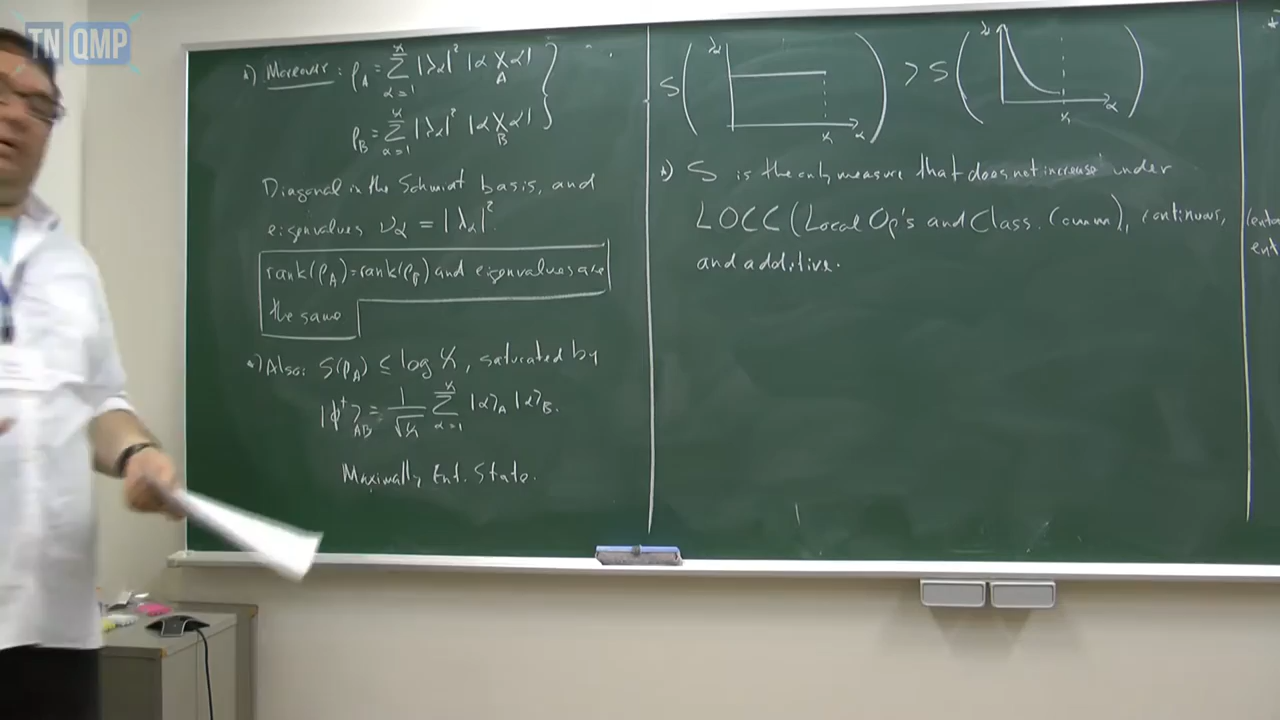 TN QMP
•) Moreover: ρ_A = Σ_{α=1}^{χ} |λ_α|² |α⟩⟨α|_A
ρ_B = Σ_{α=1}^{χ} |λ_α|² |α⟩⟨α|_B
Diagonal in the Schmidt basis, and
eigenvalues ν_α = |λ_α|².
rank(ρ_A)=rank(ρ_B) and eigenvalues are
the same
•) Also: S(ρ_A) ≤ log χ, saturated by
|Φ⁺⟩_AB = 1/√χ Σ_{α=1}^{χ} |α⟩_A |α⟩_B.
Maximally Ent. State.
S( λ_α χ α ) > S( λ_α χ α )
•) S is the only measure that does not increase under
LOCC (Local Op's and Class. Comm), continuous,
and additive.